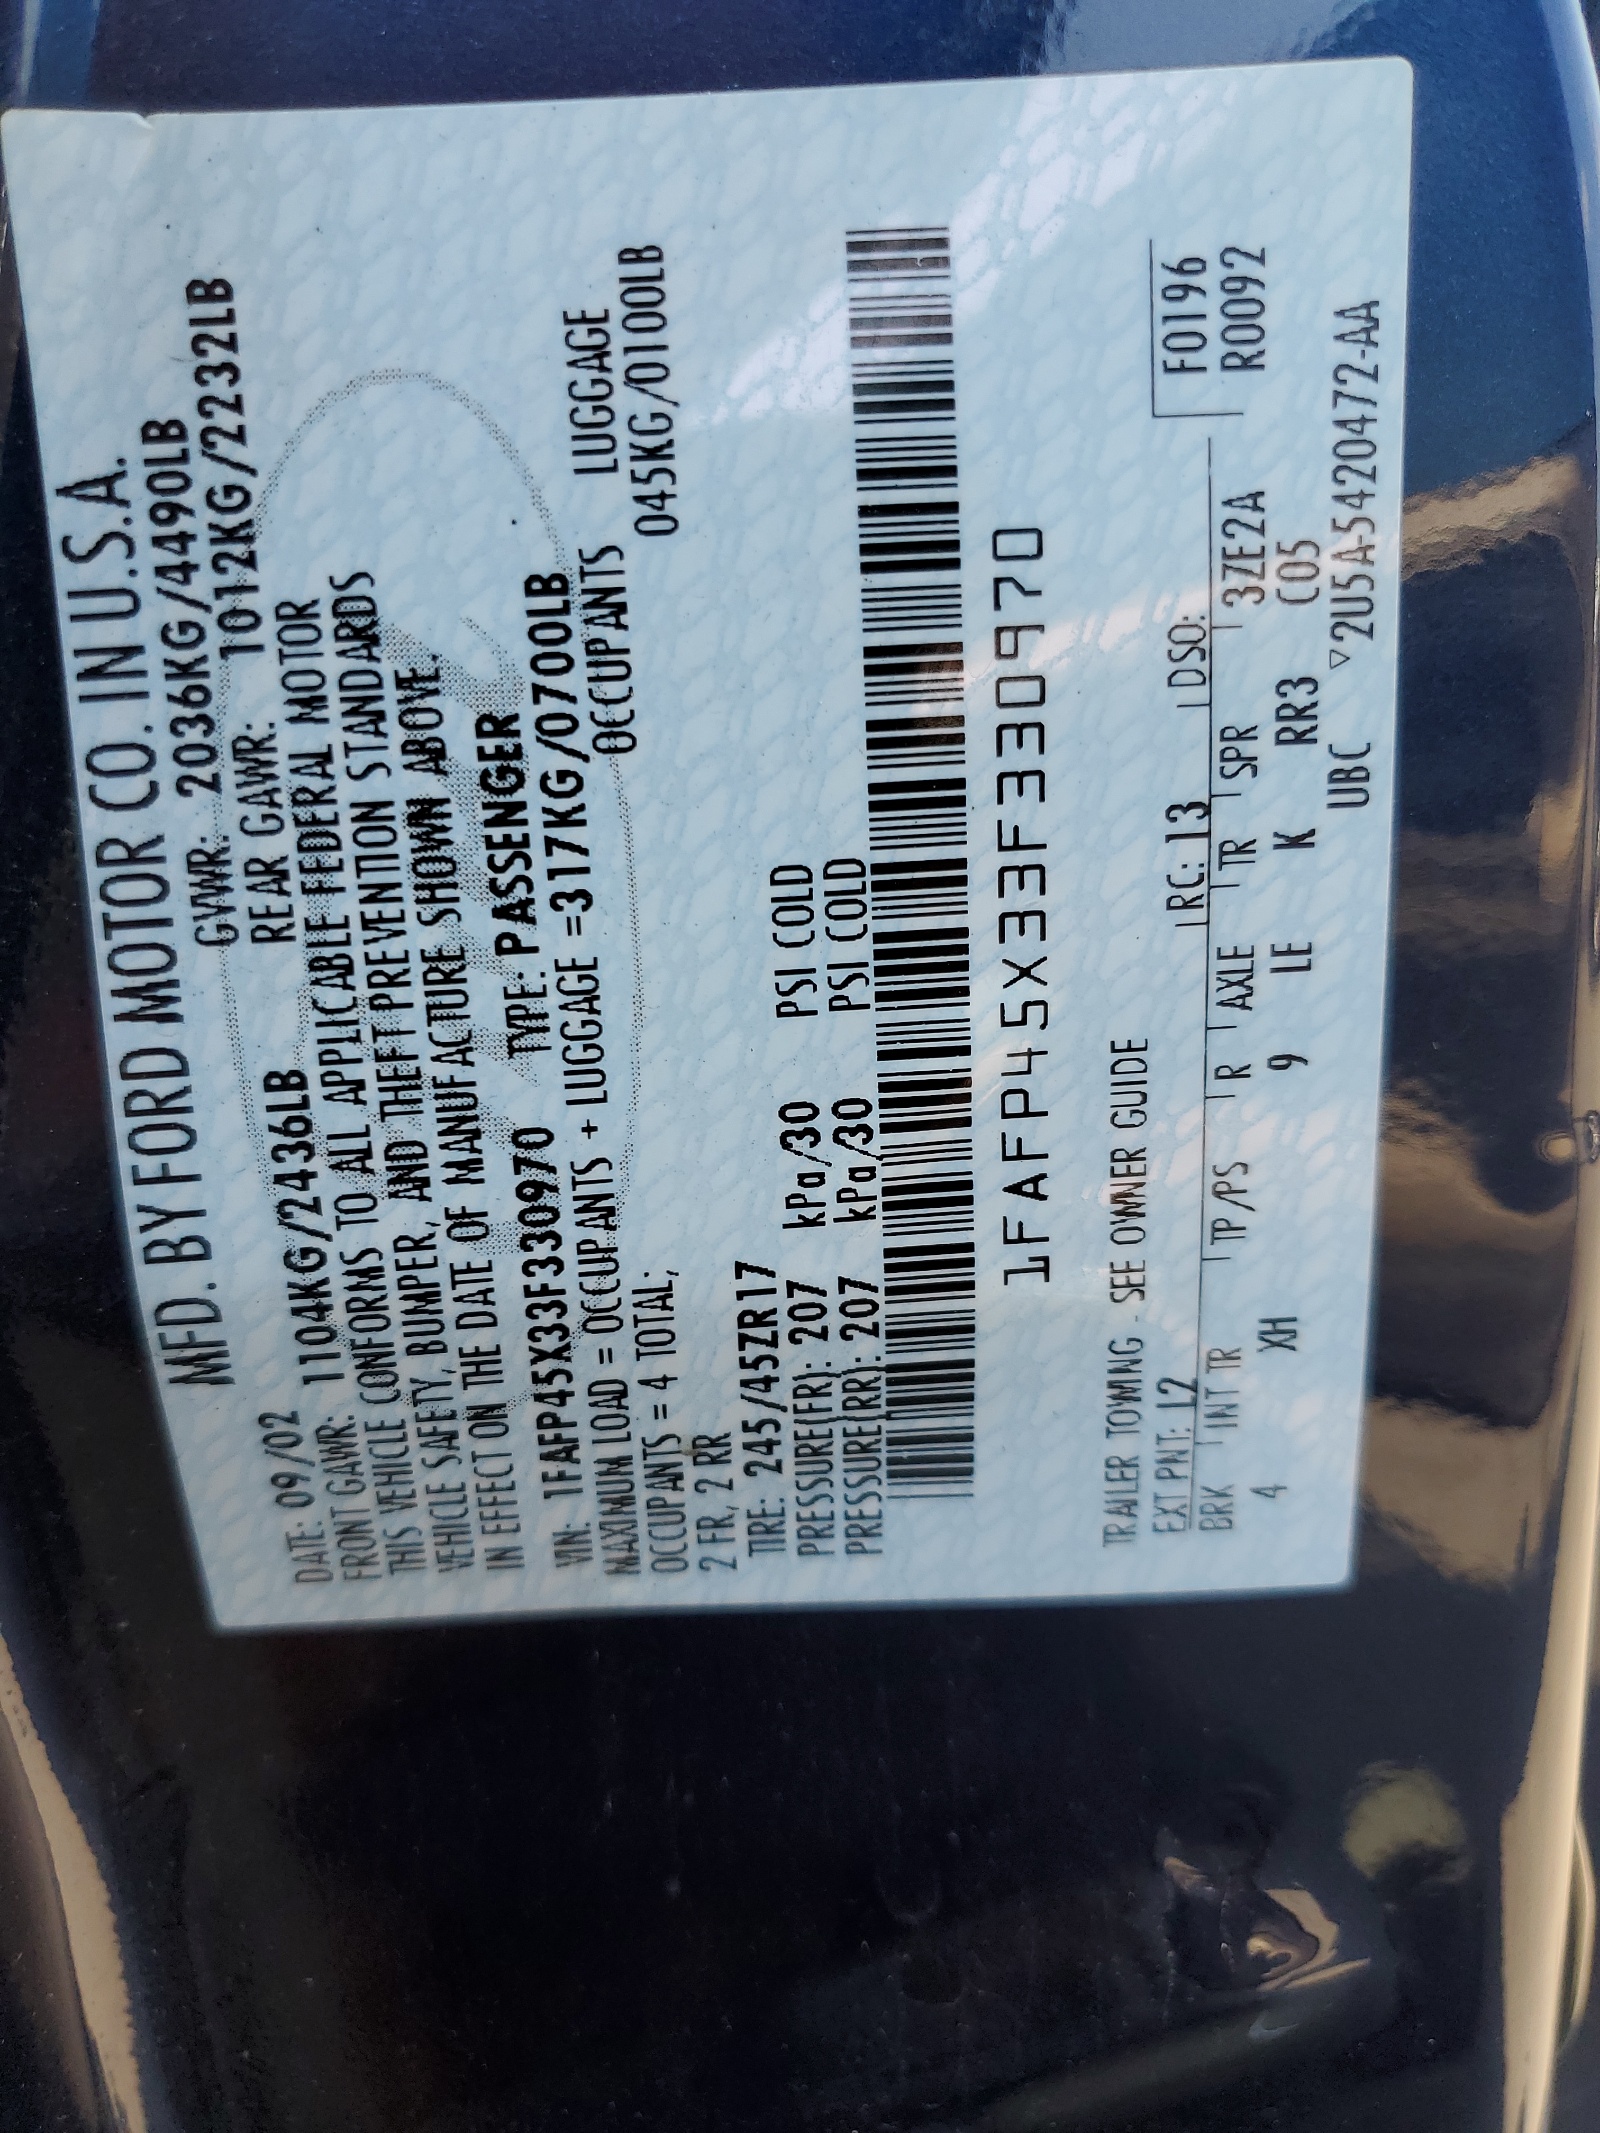 MFD. BY FORD MOTOR CO. IN U.S.A.
DATE: 09/02 GVWR: 2036KG/4490LB
FRONT GAWR: 1104KG/2436LB REAR GAWR: 1012KG/2232LB
THIS VEHICLE CONFORMS TO ALL APPLICABLE FEDERAL MOTOR
VEHICLE SAFETY, BUMPER, AND THEFT PREVENTION STANDARDS
IN EFFECT ON THE DATE OF MANUFACTURE SHOWN ABOVE.
VIN: 1FAFP45X33F330970 TYPE: PASSENGER
MAXIMUM LOAD = OCCUPANTS + LUGGAGE =317KG/0700LB
OCCUPANTS = 4 TOTAL; OCCUPANTS LUGGAGE
2 FR, 2 RR 045KG/0100LB
TIRE: 245/45ZR17
PRESSURE(FR): 207 kPa/30 PSI COLD
PRESSURE(RR): 207 kPa/30 PSI COLD
1FAFP45X33F330970
TRAILER TOWING - SEE OWNER GUIDE
EXT PNT: L2 RC: 13 DSO: F0196
BRK INT TR TP/PS R AXLE TR SPR 3ZE2A R0092
4 XH 9 LE K RR3 C05
UBC ▽2U5A-5420472-AA